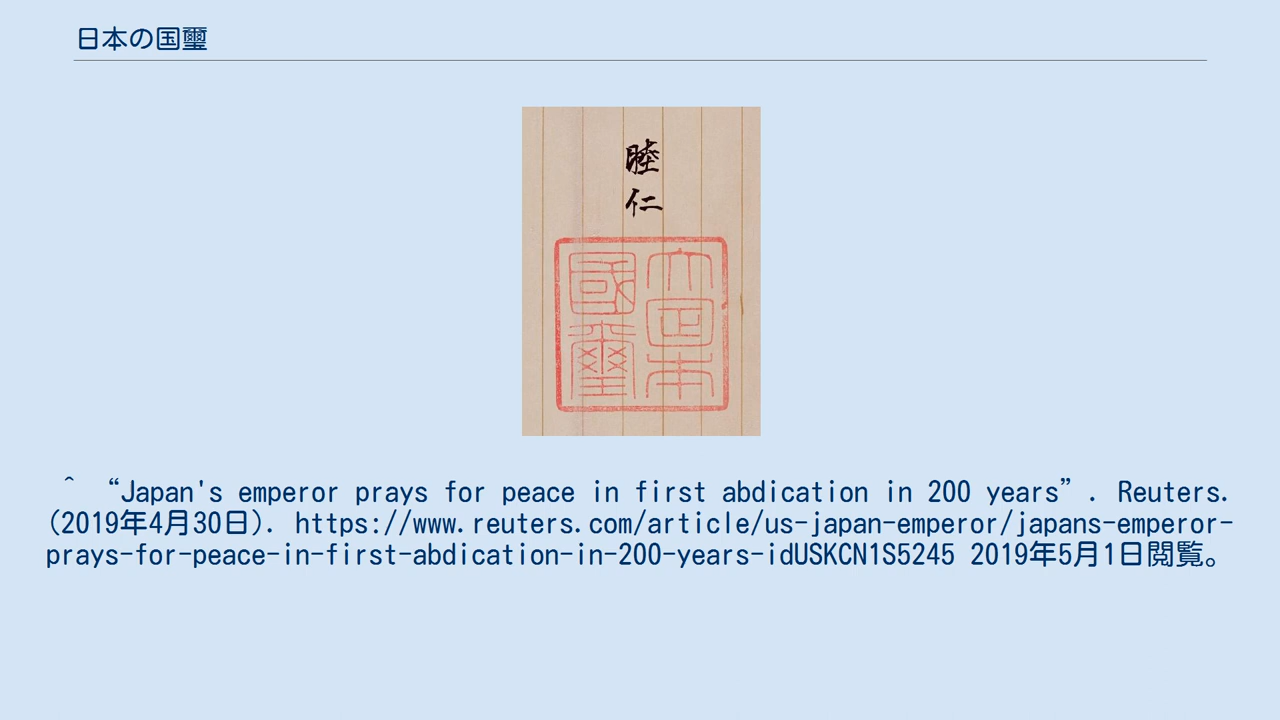 日本の国璽
睦仁
大日本
國璽
^ “Japan's emperor prays for peace in first abdication in 200 years”. Reuters.
(2019年4月30日). https://www.reuters.com/article/us-japan-emperor/japans-emperor-
prays-for-peace-in-first-abdication-in-200-years-idUSKCN1S5245 2019年5月1日閲覧。